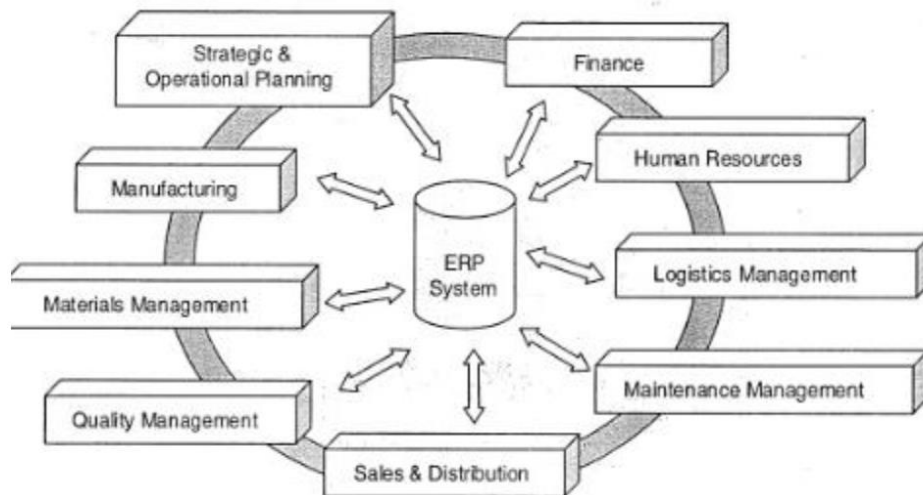 Strategic &
Operational Planning
Finance
Manufacturing
Human Resources
ERP
System
Materials Management
Logistics Management
Quality Management
Maintenance Management
Sales & Distribution